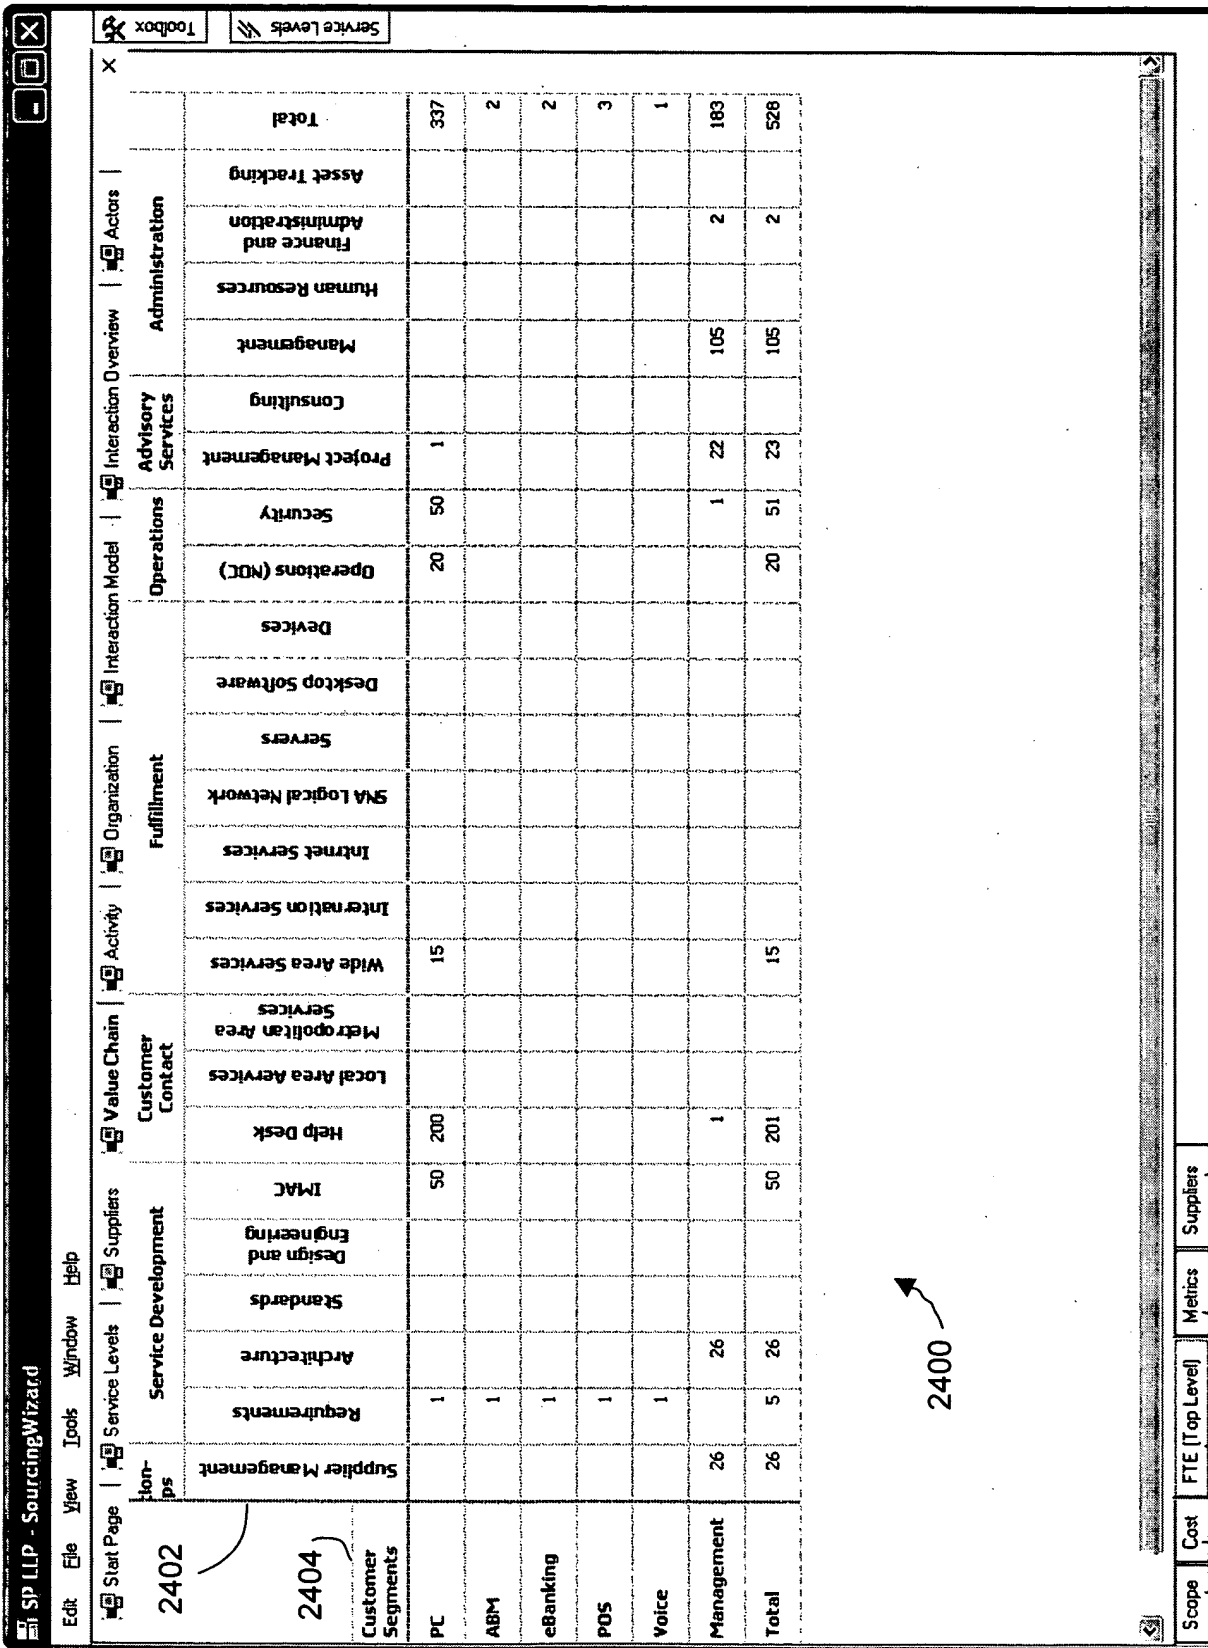 SP LLP - SourcingWizard
Edit File View Tools Window Help
Start Page | Service Levels | Suppliers | Value Chain | Activity | Organization | Interaction Model | Interaction Overview | Actors |
X
Toolbox
Service Levels
2402
2404
tion-
ps
Service Development
Customer
Contact
Fulfillment
Operations
Advisory
Services
Administration
Customer
Segments
Supplier Management
Requirements
Architecture
Standards
Design and
Engineering
IMAC
Help Desk
Local Area Aervices
Metropolitan Area
Services
Wide Area Services
Internation Services
Intrnet Services
SNA Logical Network
Servers
Desktop Software
Devices
Operations (NOC)
Security
Project Management
Consulting
Management
Human Resources
Finance and
Administration
Asset Tracking
Total
PC 1 50 200 15 20 50 1 337
ABM 1 2
eBanking 1 2
POS 1 3
Voice 1 1
Management 26 26 1 1 22 105 2 183
Total 26 5 26 50 201 15 20 51 23 105 2 528
2400
Scope Cost FTE (Top Level) Metrics Suppliers